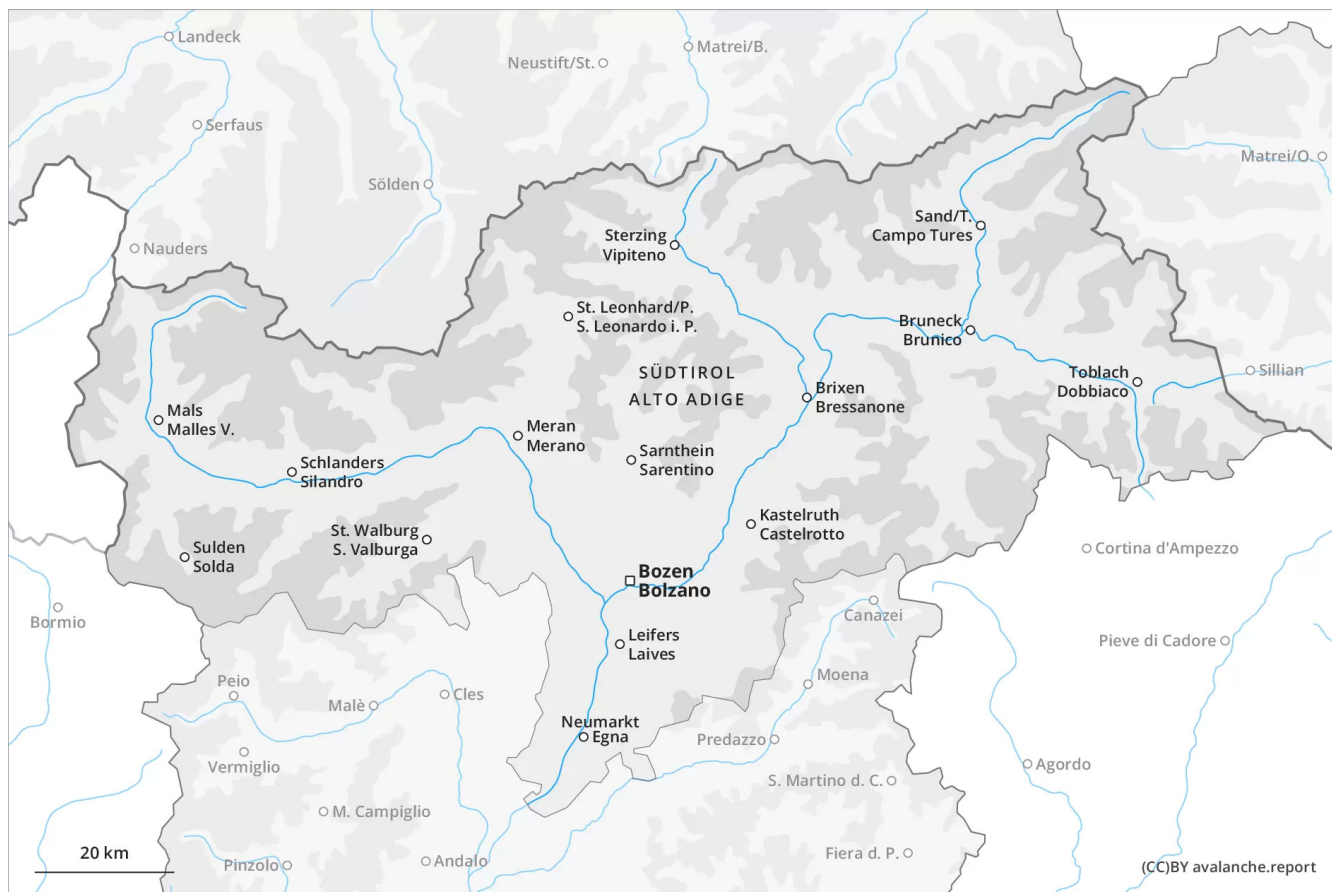 Landeck
Matrei/B.
Neustift/St.
Serfaus
Matrei/O.
Sölden
Nauders
Sand/T.
Campo Tures
Sterzing
Vipiteno
St. Leonhard/P.
S. Leonardo i. P.
Bruneck
Brunico
SÜDTIROL
ALTO ADIGE
Toblach
Dobbiaco
Sillian
Brixen
Bressanone
Mals
Malles V.
Meran
Merano
Schlanders
Silandro
Sarnthein
Sarentino
St. Walburg
S. Valburga
Kastelruth
Castelrotto
Sulden
Solda
Cortina d'Ampezzo
Bozen
Bolzano
Bormio
Canazei
Leifers
Laives
Pieve di Cadore
Peio
Moena
Malè
Cles
Neumarkt
Egna
Predazzo
Vermiglio
Agordo
S. Martino d. C.
M. Campiglio
20 km
Pinzolo
Andalo
Fiera d. P.
(CC)BY avalanche.report